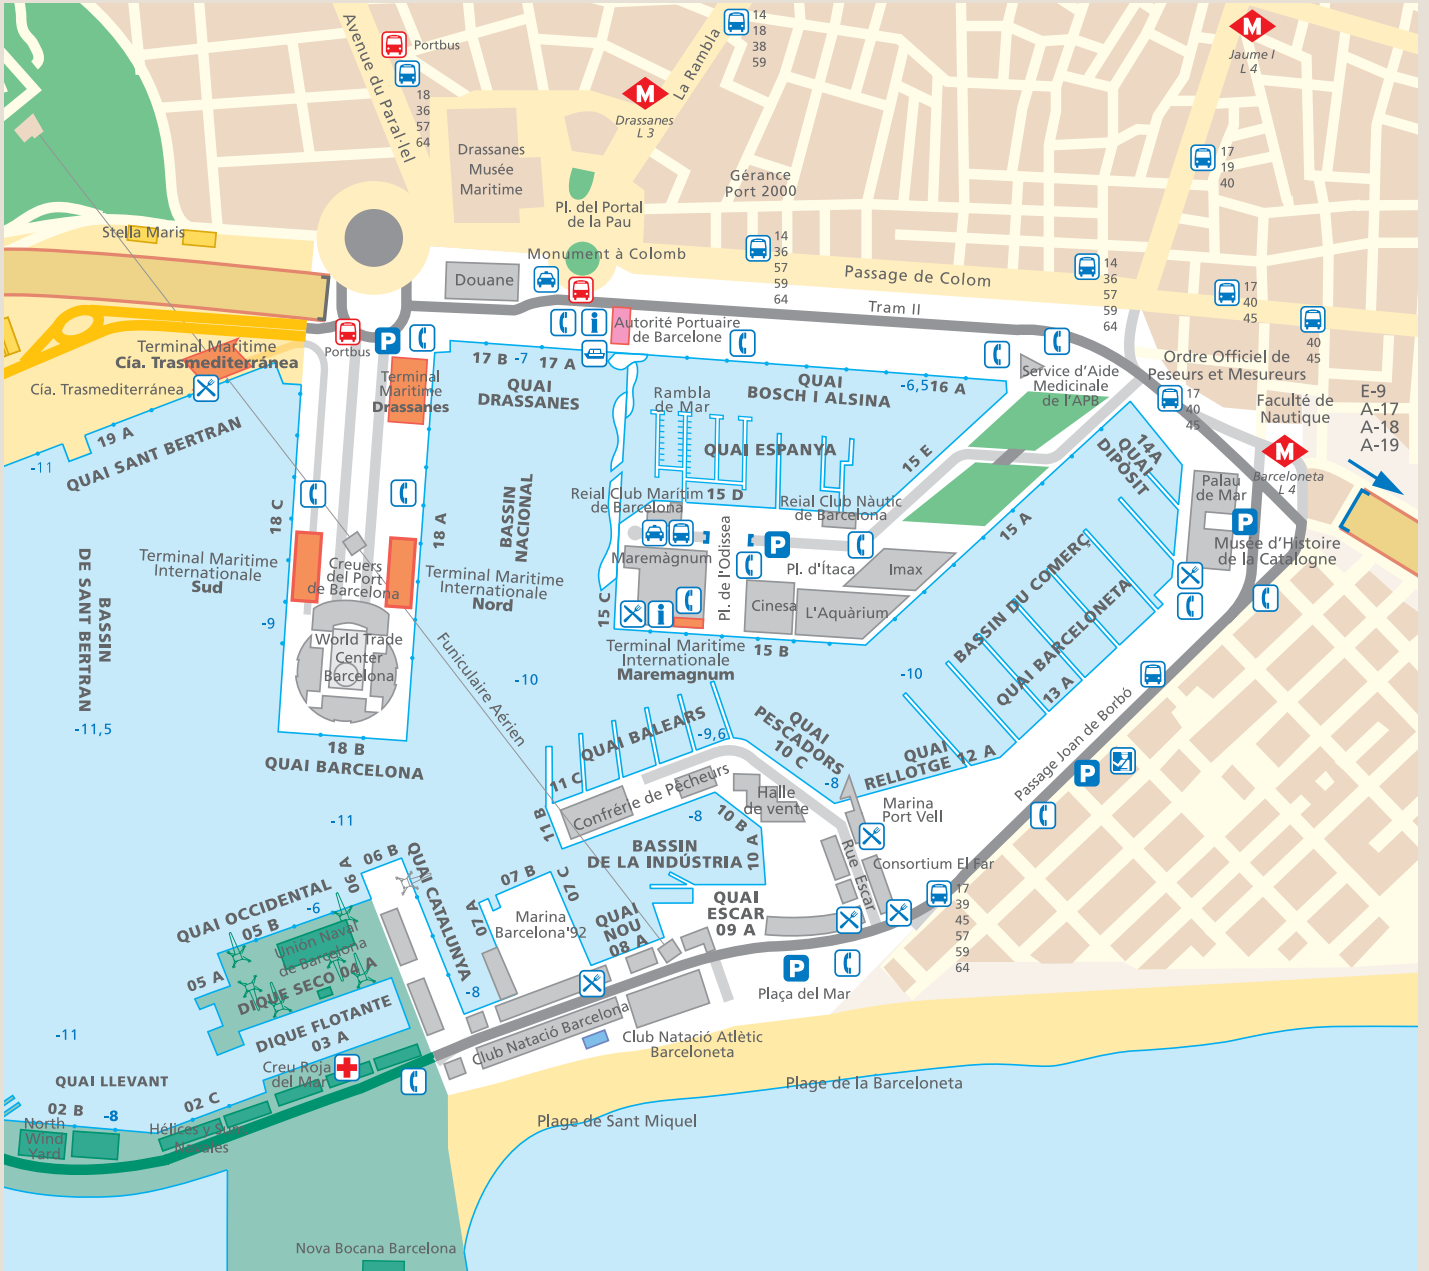 Avenue du Paral·lel
Portbus
18
36
57
64
14
18
38
59
La Rambla
M
Drassanes
L 3
M
Jaume I
L 4
17
19
40
Drassanes
Musée
Maritime
Gérance
Port 2000
Pl. del Portal
de la Pau
Stella Maris
Monument à Colomb
14
36
57
59
64
Passage de Colom
14
36
57
59
64
17
40
45
40
45
Douane
Tram II
Autorité Portuaire
de Barcelone
i
P
Portbus
Terminal Maritime
Cía. Trasmediterránea
Cía. Trasmediterránea
Terminal
Maritime
Drassanes
17 B
-7
17 A
QUAI
DRASSANES
QUAI
BOSCH I ALSINA
-6,5
16 A
Rambla
de Mar
Service d'Aide
Medicinale
de l'APB
Ordre Officiel de
Peseurs et Mesureurs
17
40
45
Faculté de
Nautique
E-9
A-17
A-18
A-19
M
Barceloneta
L 4
19 A
QUAI SANT BERTRAN
-11
QUAI ESPANYA
15 E
14A
QUAI
DIPÒSIT
Palau
de Mar
P
Musée d'Histoire
de la Catalogne
18 C
18 A
BASSIN
NACIONAL
Reial Club Marítim
de Barcelona
15 D
Reial Club Nàutic
de Barcelona
15 A
Maremàgnum
Pl. de l'Odissea
P
Pl. d'Ítaca
Imax
Cinesa
L'Aquàrium
i
15 C
15 B
Terminal Maritime
Internationale
Sud
Creuers
del Port
de Barcelona
Terminal Maritime
Internationale
Nord
BASSIN
DE SANT BERTRAN
-9
World Trade
Center
Barcelona
Terminal Maritime
Internationale
Maremagnum
BASSIN DU COMERÇ
QUAI BARCELONETA
-10
-10
13 A
Funiculaire Aérien
-11,5
18 B
QUAI BARCELONA
QUAI BALEARS
-9,6
QUAI
PESCADORS
10 C
-8
QUAI
RELLOTGE
12 A
Passage Joan de Borbó
P
11 C
11 B
Confrérie de Pêcheurs
Halle
de vente
Marina
Port Vell
-11
-8
10 B
10 A
BASSIN
DE LA INDÚSTRIA
Rue Escar
Consortium El Far
17
39
45
57
59
64
06 B
06 A
QUAI CATALUNYA
QUAI OCCIDENTAL
-6
05 B
05 A
07 B
07 A
07 C
Marina
Barcelona'92
QUAI
NOU
08 A
QUAI
ESCAR
09 A
Unión Naval
de Barcelona
DIQUE SECO 04 A
-8
P
Plaça del Mar
DIQUE FLOTANTE
03 A
-11
Club Natació Barcelona
Club Natació Atlètic
Barceloneta
Creu Roja
del Mar
QUAI LLEVANT
02 B
-8
02 C
North
Wind
Yard
Hélices y Sum.
Navales
Plage de la Barceloneta
Plage de Sant Miquel
Nova Bocana Barcelona